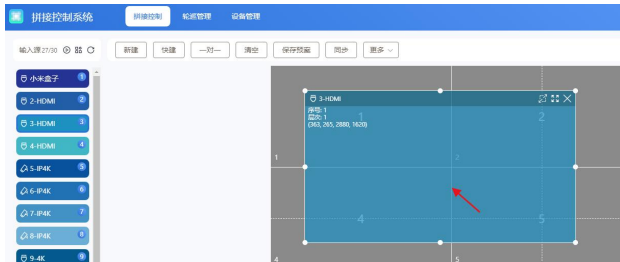 拼接控制系统
拼接控制 轮巡管理 设备管理
输入源 27/30
新建 快建 一对一 清空 保存预案 同步 更多
小米盒子 1
2-HDMI 2
3-HDMI 3
4-HDMI 4
5-IP4K 5
6-IP4K 6
7-IP4K 7
8-IP4K 8
9-4K 9
3-HDMI
序号: 1
层次: 1
(363, 265, 2880, 1620)
1 2
1 2
4 5
4 5